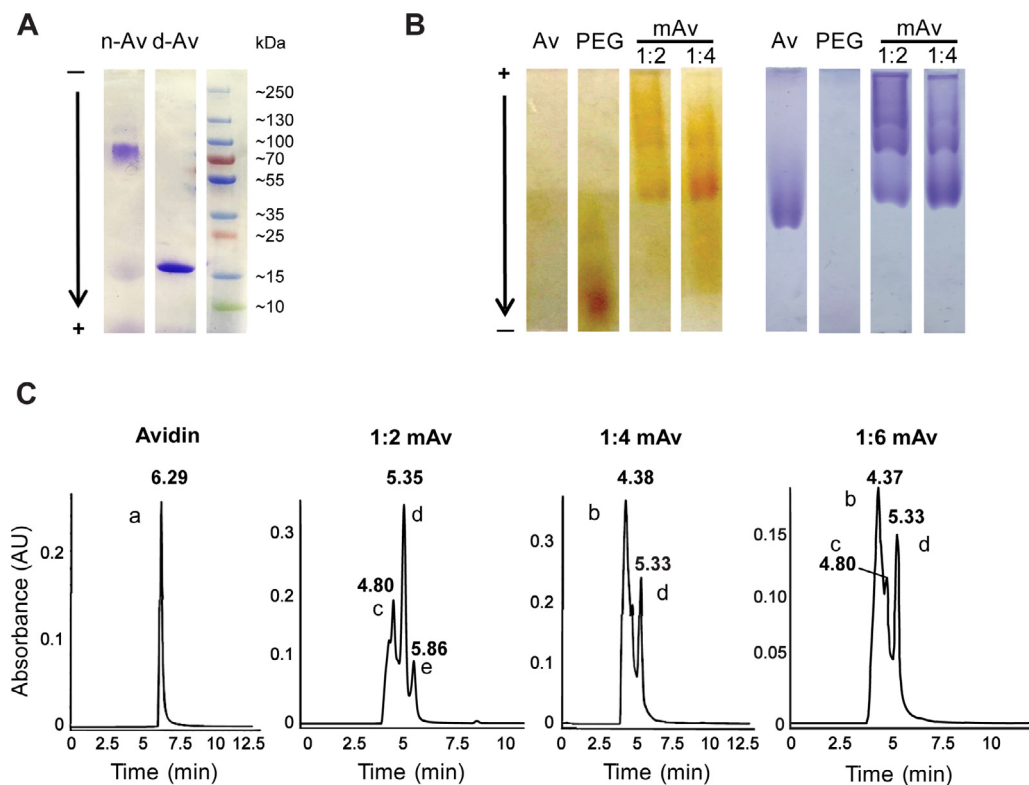 A
n-Av d-Av kDa
−
~250
~130
~100
~70
~55
~35
~25
~15
~10
+
B
Av PEG mAv
1:2 1:4
+
−
Av PEG mAv
1:2 1:4
C
Avidin
6.29
a
Absorbance (AU)
0.2
0.1
0
0 2.5 5 7.5 10 12.5
Time (min)
1:2 mAv
5.35
d
4.80
c
5.86
e
0.3
0.2
0.1
0
0 5 10
Time (min)
1:4 mAv
4.38
b
5.33
d
0.3
0.2
0.1
0
0 2.5 5 7.5 10 12.5
Time (min)
1:6 mAv
4.37
b
5.33
c d
4.80
0.15
0.10
0.05
0
0 2.5 5 7.5 10
Time (min)